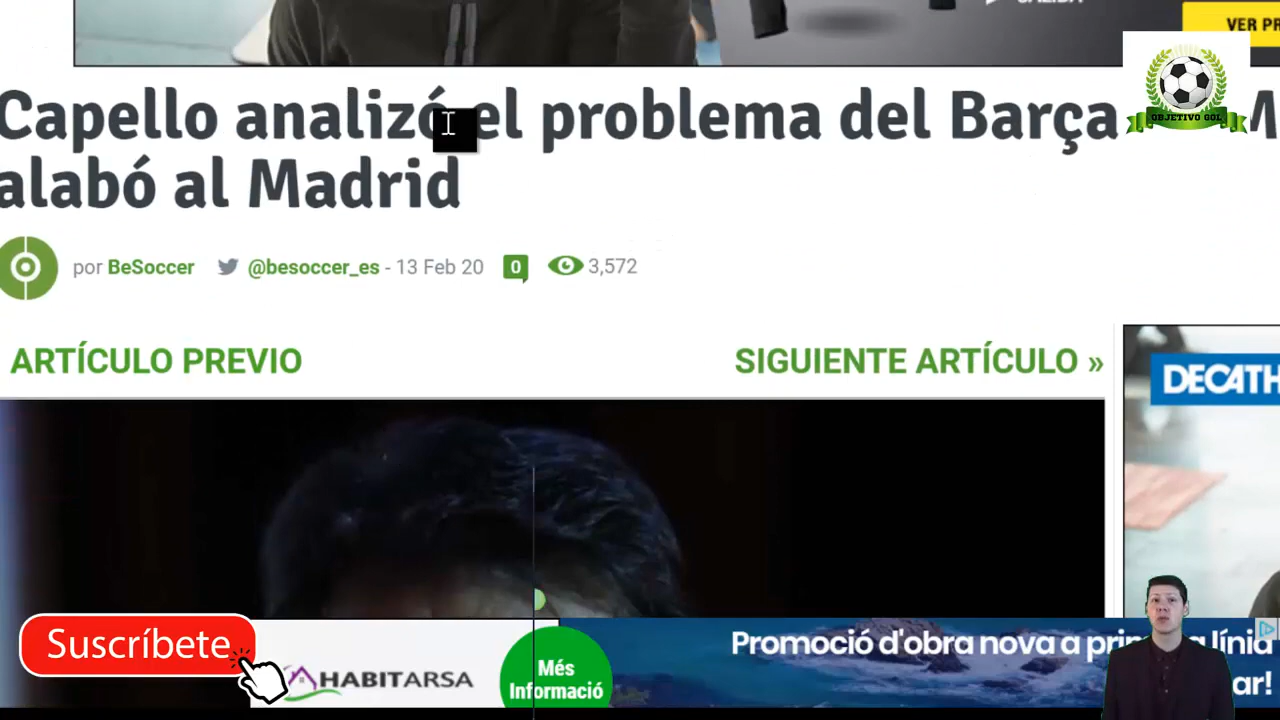 VER PR
OBJETIVO GOL
Capello analizó el problema del Barça
alabó al Madrid
por BeSoccer @besoccer_es - 13 Feb 20 0 3,572
ARTÍCULO PREVIO
SIGUIENTE ARTÍCULO »
DECATH
Suscríbete
HABITARSA
Més
Informació
Promoció d'obra nova a línia
ar!